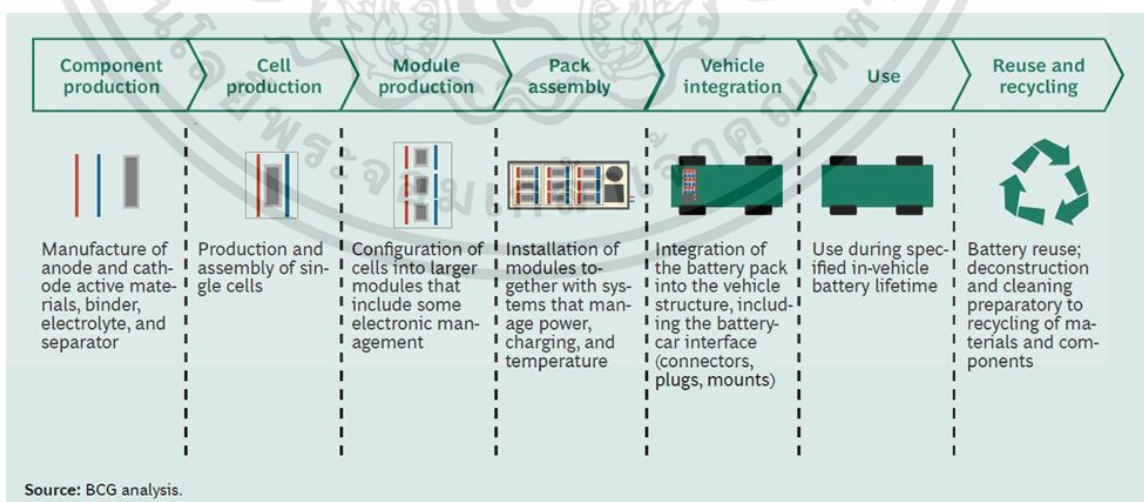 Component
production
Cell
production
Module
production
Pack
assembly
Vehicle
integration
Use
Reuse and
recycling
Manufacture of
anode and cath-
ode active mate-
rials, binder,
electrolyte, and
separator
Production and
assembly of sin-
gle cells
Configuration of
cells into larger
modules that
include some
electronic man-
agement
Installation of
modules to-
gether with sys-
tems that man-
age power,
charging, and
temperature
Integration of
the battery pack
into the vehicle
structure, includ-
ing the battery-
car interface
(connectors,
plugs, mounts)
Use during spec-
ified in-vehicle
battery lifetime
Battery reuse;
deconstruction
and cleaning
preparatory to
recycling of ma-
terials and com-
ponents
Source: BCG analysis.